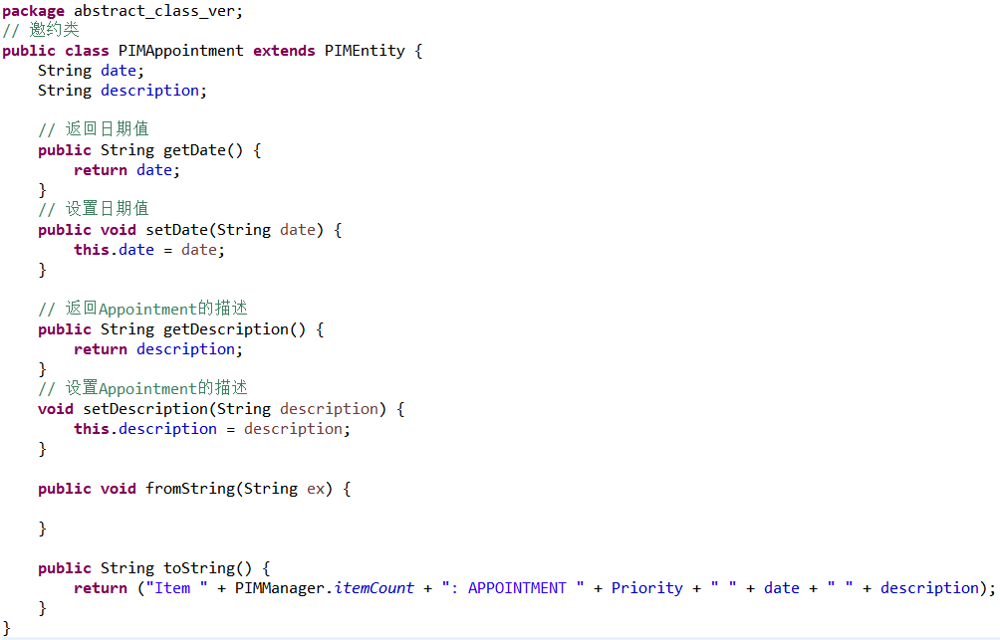 package abstract_class_ver;
// 邀约类
public class PIMAppointment extends PIMEntity {
    String date;
    String description;

    // 返回日期值
    public String getDate() {
        return date;
    }
    // 设置日期值
    public void setDate(String date) {
        this.date = date;
    }

    // 返回Appointment的描述
    public String getDescription() {
        return description;
    }
    // 设置Appointment的描述
    void setDescription(String description) {
        this.description = description;
    }

    public void fromString(String ex) {

    }

    public String toString() {
        return ("Item " + PIMManager.itemCount + ": APPOINTMENT " + Priority + " " + date + " " + description);
    }
}